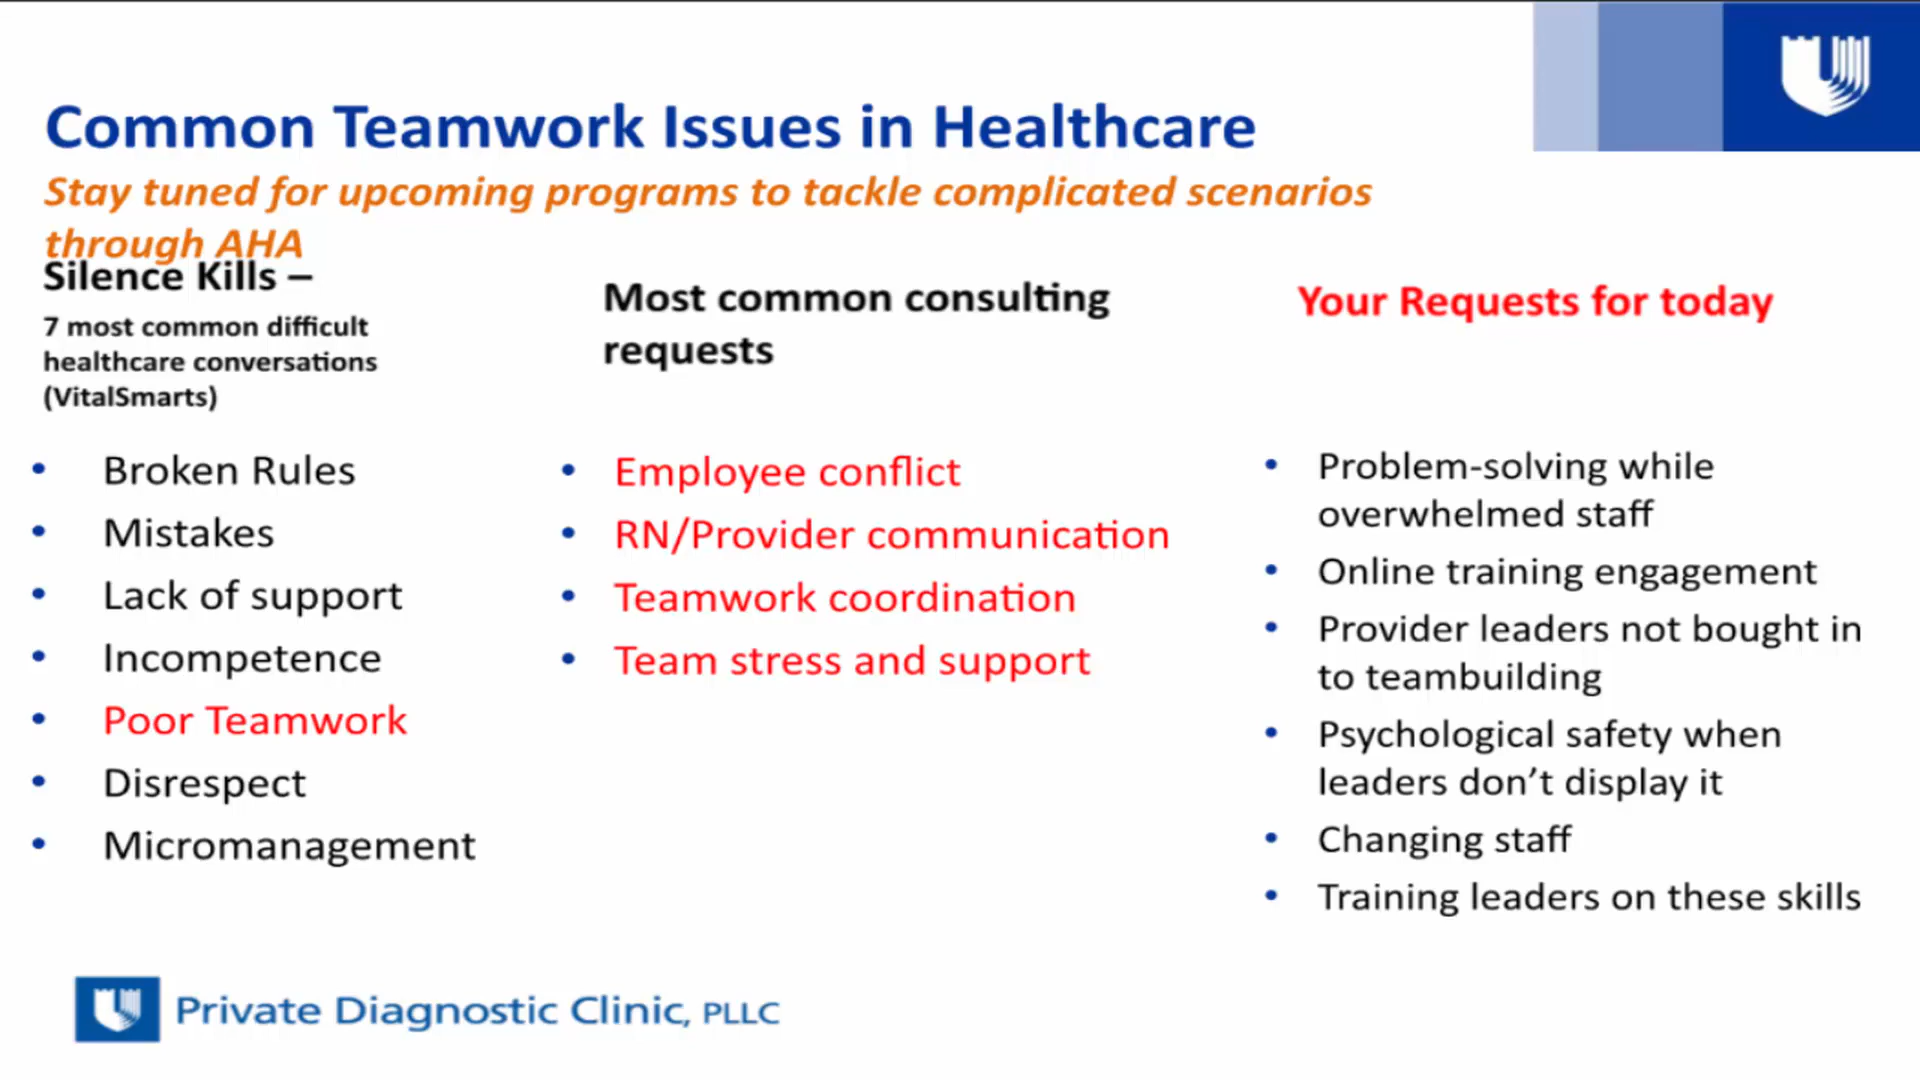 Common Teamwork Issues in Healthcare
Stay tuned for upcoming programs to tackle complicated scenarios
through AHA
Silence Kills –
7 most common difficult
healthcare conversations
(VitalSmarts)
• Broken Rules
• Mistakes
• Lack of support
• Incompetence
• Poor Teamwork
• Disrespect
• Micromanagement
Most common consulting
requests
• Employee conflict
• RN/Provider communication
• Teamwork coordination
• Team stress and support
Your Requests for today
• Problem-solving while
overwhelmed staff
• Online training engagement
• Provider leaders not bought in
to teambuilding
• Psychological safety when
leaders don’t display it
• Changing staff
• Training leaders on these skills
Private Diagnostic Clinic, PLLC